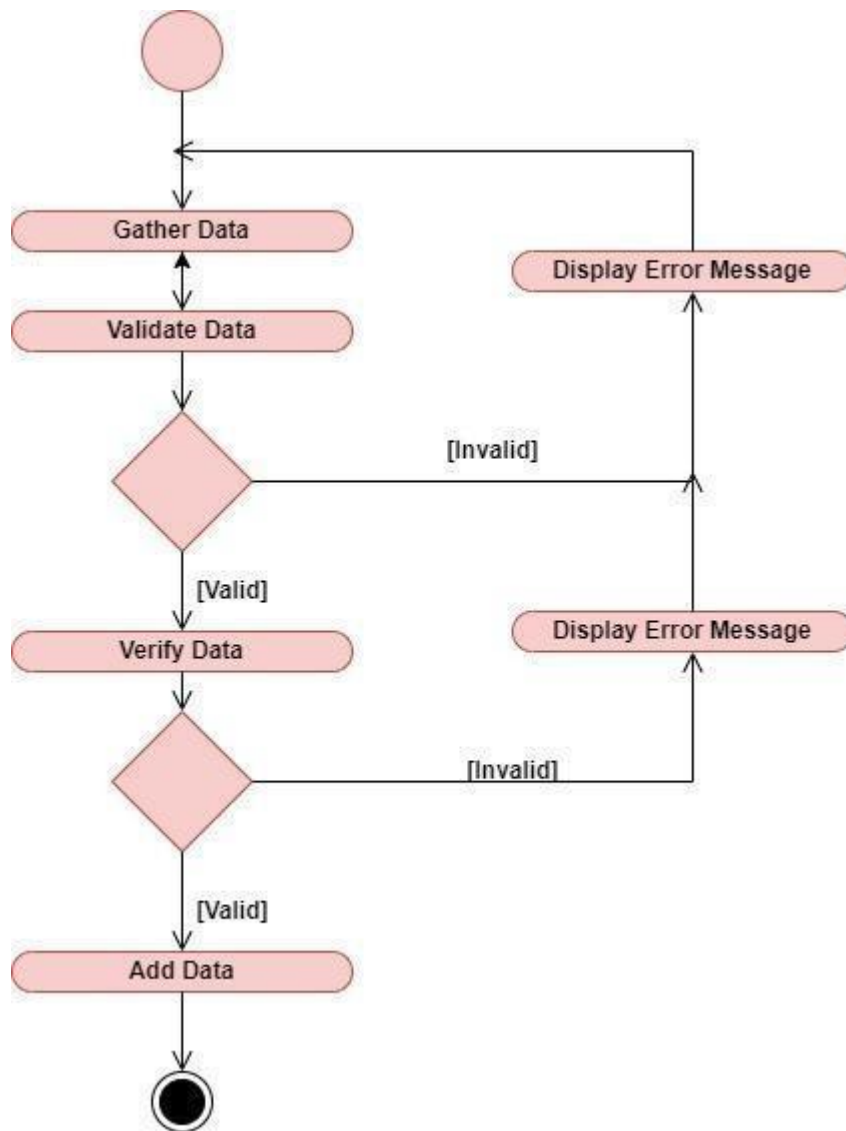 Gather Data
Display Error Message
Validate Data
[Invalid]
[Valid]
Verify Data
Display Error Message
[Invalid]
[Valid]
Add Data